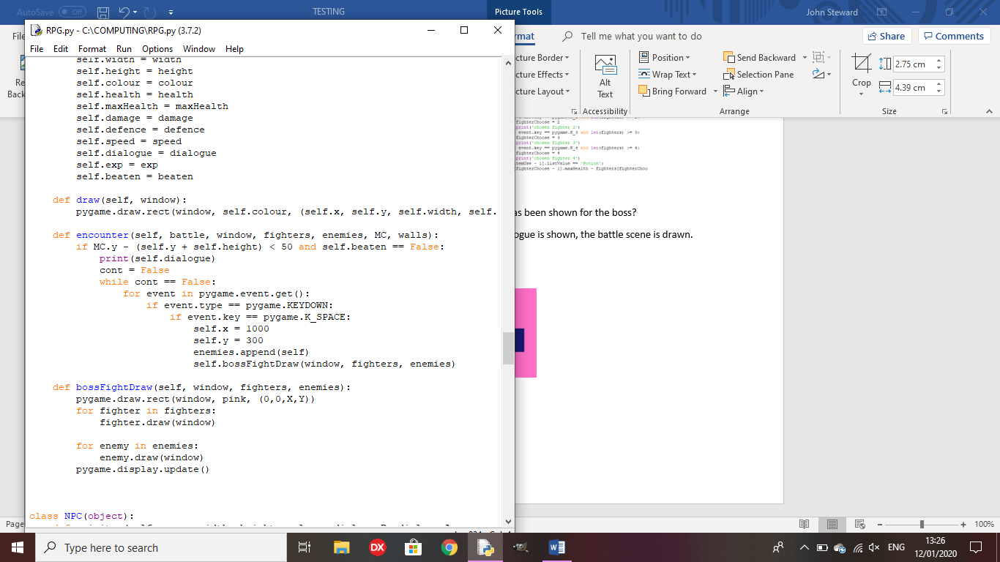 AutoSave Off TESTING Picture Tools John Steward
RPG.py - C:\COMPUTING\RPG.py (3.7.2)
File Edit Format Run Options Window Help
rmat Tell me what you want to do Share Comments
cture Border
cture Effects
cture Layout
Alt
Text
Accessibility
Position
Wrap Text
Bring Forward
Send Backward
Selection Pane
Align
Arrange
Crop
2.75 cm
4.39 cm
Size
self.width = width
self.height = height
self.colour = colour
self.health = health
self.maxHealth = maxHealth
self.damage = damage
self.defence = defence
self.speed = speed
self.dialogue = dialogue
self.exp = exp
self.beaten = beaten
def draw(self, window):
pygame.draw.rect(window, self.colour, (self.x, self.y, self.width, self.
def encounter(self, battle, window, fighters, enemies, MC, walls):
if MC.y - (self.y + self.height) < 50 and self.beaten == False:
print(self.dialogue)
cont = False
while cont == False:
for event in pygame.event.get():
if event.type == pygame.KEYDOWN:
if event.key == pygame.K_SPACE:
self.x = 1000
self.y = 300
enemies.append(self)
self.bossFightDraw(window, fighters, enemies)
def bossFightDraw(self, window, fighters, enemies):
pygame.draw.rect(window, pink, (0,0,X,Y))
for fighter in fighters:
fighter.draw(window)
for enemy in enemies:
enemy.draw(window)
pygame.display.update()
class NPC(object):
fighterChoose = 2
print("chosen fighter 2")
event.key == pygame.K_3 and len(fighters) >= 3:
fighterChoose = 3
print("chosen fighter 3")
event.key == pygame.K_4 and len(fighters) >= 4:
fighterChoose = 4
print("chosen fighter 4")
temUse - 1].listValue == "Potion":
fighterChoose - 1].maxHealth - fighters[fighterChoo
as been shown for the boss?
ogue is shown, the battle scene is drawn.
Page
100%
Type here to search
DX
ENG
13:26
12/01/2020